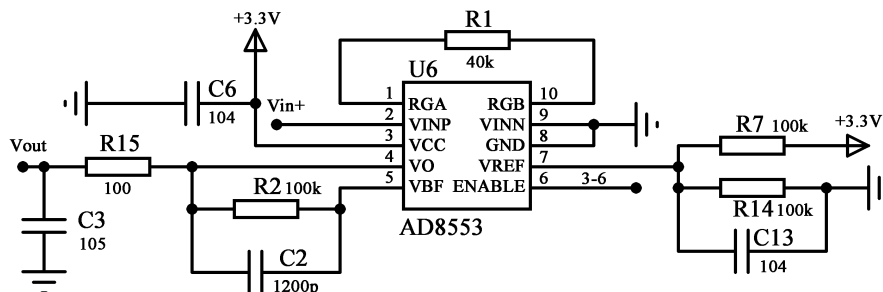 +3.3V
R1
40k
U6
C6
104
Vin+
1 RGA RGB 10
2 VINP VINN 9
3 VCC GND 8
4 VO VREF 7
5 VBF ENABLE 6
3-6
AD8553
Vout
R15
100
R2 100k
C3
105
C2
1200p
+3.3V
R7 100k
R14 100k
C13
104